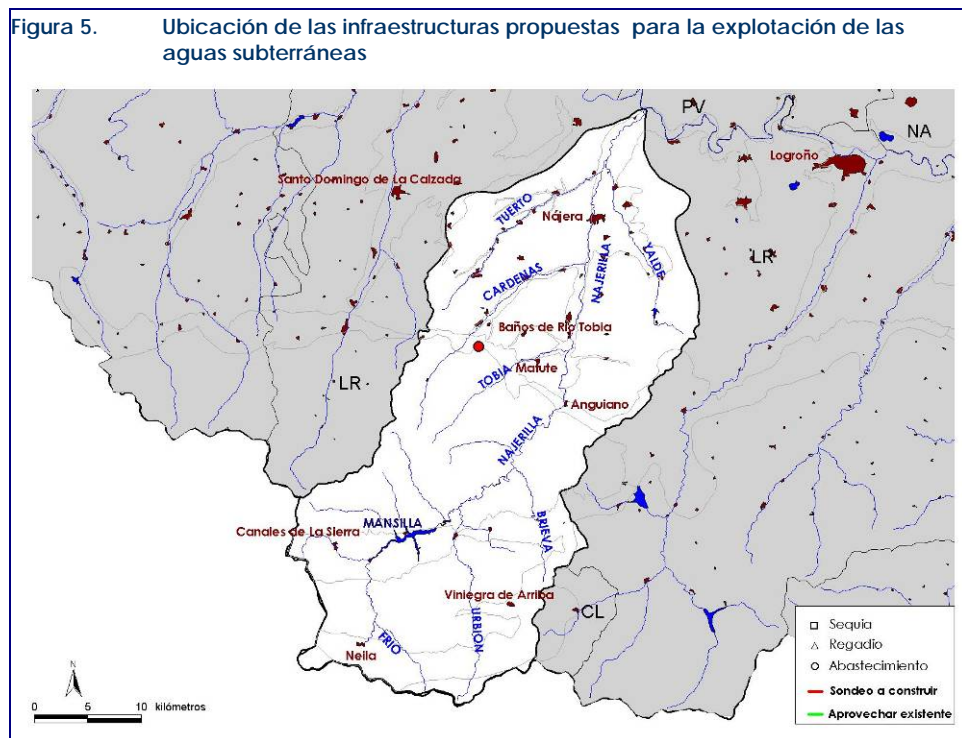 Figura 5. Ubicación de las infraestructuras propuestas para la explotación de las
aguas subterráneas
PV
NA
Logroño
Santo Domingo de La Calzada
TUERTO
Nájera
YALDE
LR
CARDENAS
NAJERILLA
Baños de Río Tobia
LR
TOBIA
Matute
Anguiano
NAJERILLA
MANSILLA
Canales de La Sierra
BRIEVA
Viniegra de Arriba
CL
URBION
FRIO
Neila
Sequia
Regadio
Abastecimiento
Sondeo a construir
Aprovechar existente
N
0 5 10 kilómetros